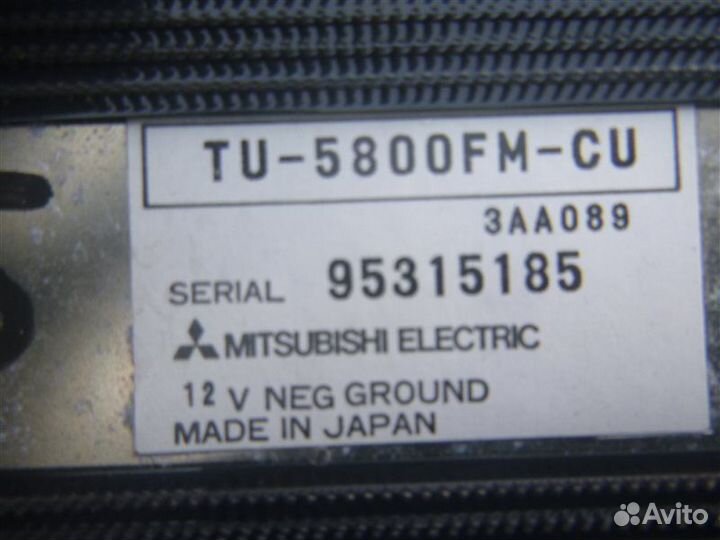 TU-5800FM-CU
3AA089
SERIAL 95315185
MITSUBISHI ELECTRIC
12 V NEG GROUND
MADE IN JAPAN
Avito